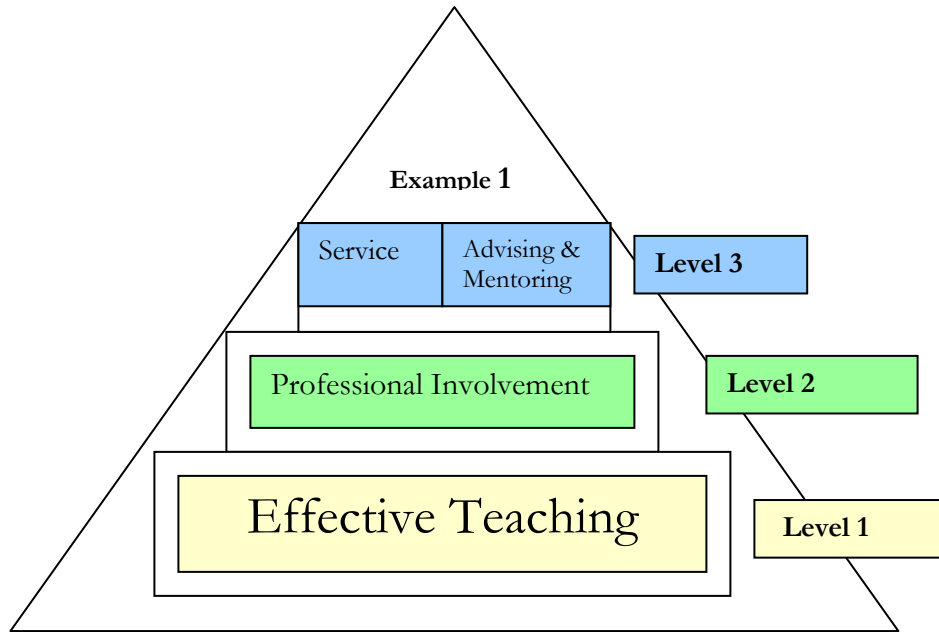 Example 1
Service
Advising &
Mentoring
Level 3
Professional Involvement
Level 2
Effective Teaching
Level 1